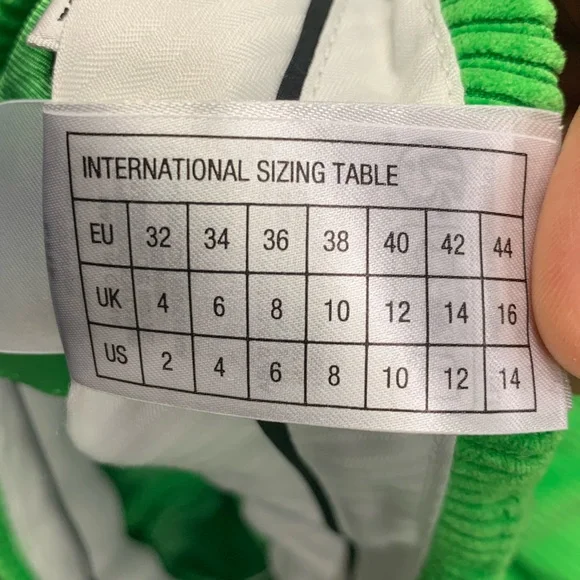 INTERNATIONAL SIZING TABLE
EU 32 34 36 38 40 42 44
UK 4 6 8 10 12 14 16
US 2 4 6 8 10 12 14